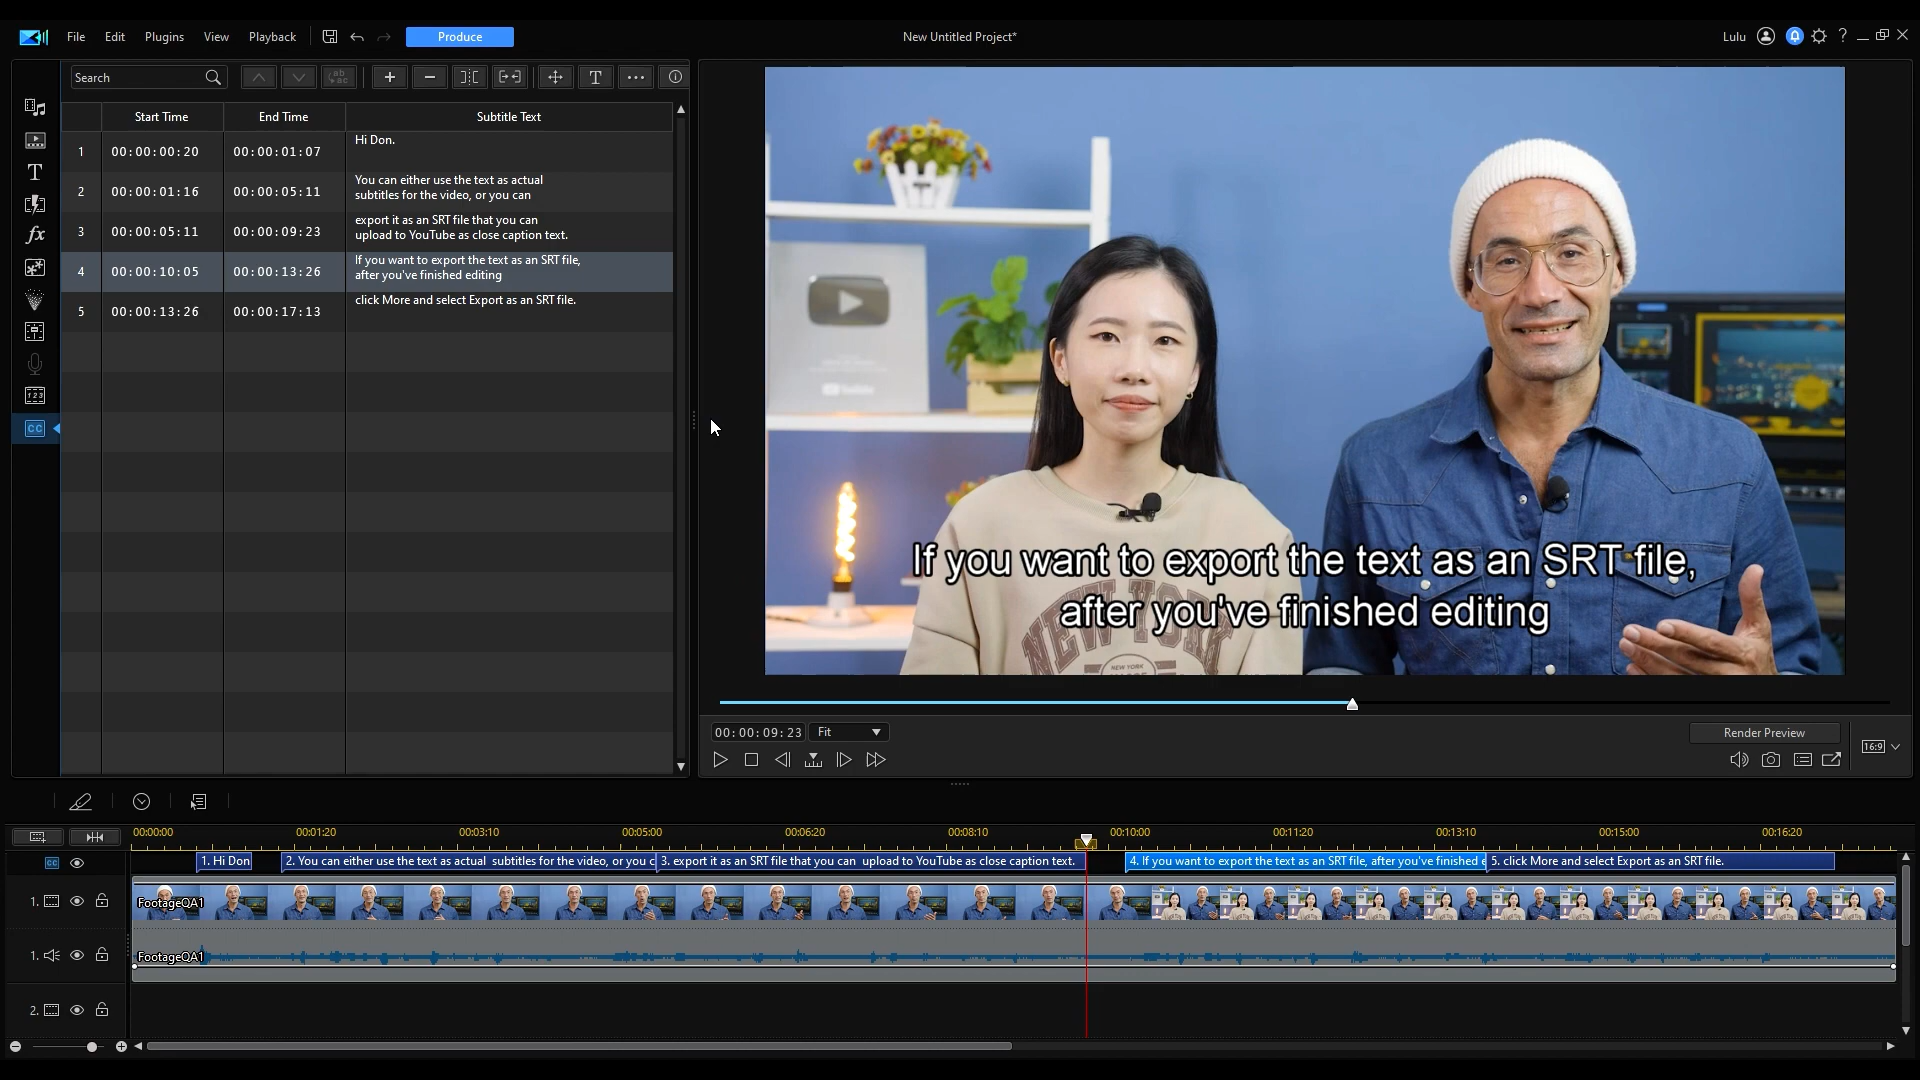 File Edit Plugins View Playback Produce New Untitled Project* Lulu
Search
Start Time End Time Subtitle Text
1 00:00:00:20 00:00:01:07 Hi Don.
2 00:00:01:16 00:00:05:11 You can either use the text as actual
subtitles for the video, or you can
3 00:00:05:11 00:00:09:23 export it as an SRT file that you can
upload to YouTube as close caption text.
4 00:00:10:05 00:00:13:26 If you want to export the text as an SRT file,
after you've finished editing
5 00:00:13:26 00:00:17:13 click More and select Export as an SRT file.
CC
If you want to export the text as an SRT file,
after you've finished editing
NEW YORK
NEW YORK
00:00:09:23 Fit Render Preview
16:9
00:00:00 00:01:20 00:03:10 00:05:00 00:06:20 00:08:10 00:10:00 00:11:20 00:13:10 00:15:00 00:16:20
CC 1. Hi Don 2. You can either use the text as actual subtitles for the video, or you c 3. export it as an SRT file that you can upload to YouTube as close caption text. 4. If you want to export the text as an SRT file, after you've finished e 5. click More and select Export as an SRT file.
1. FootageQA1
1. FootageQA1
2.